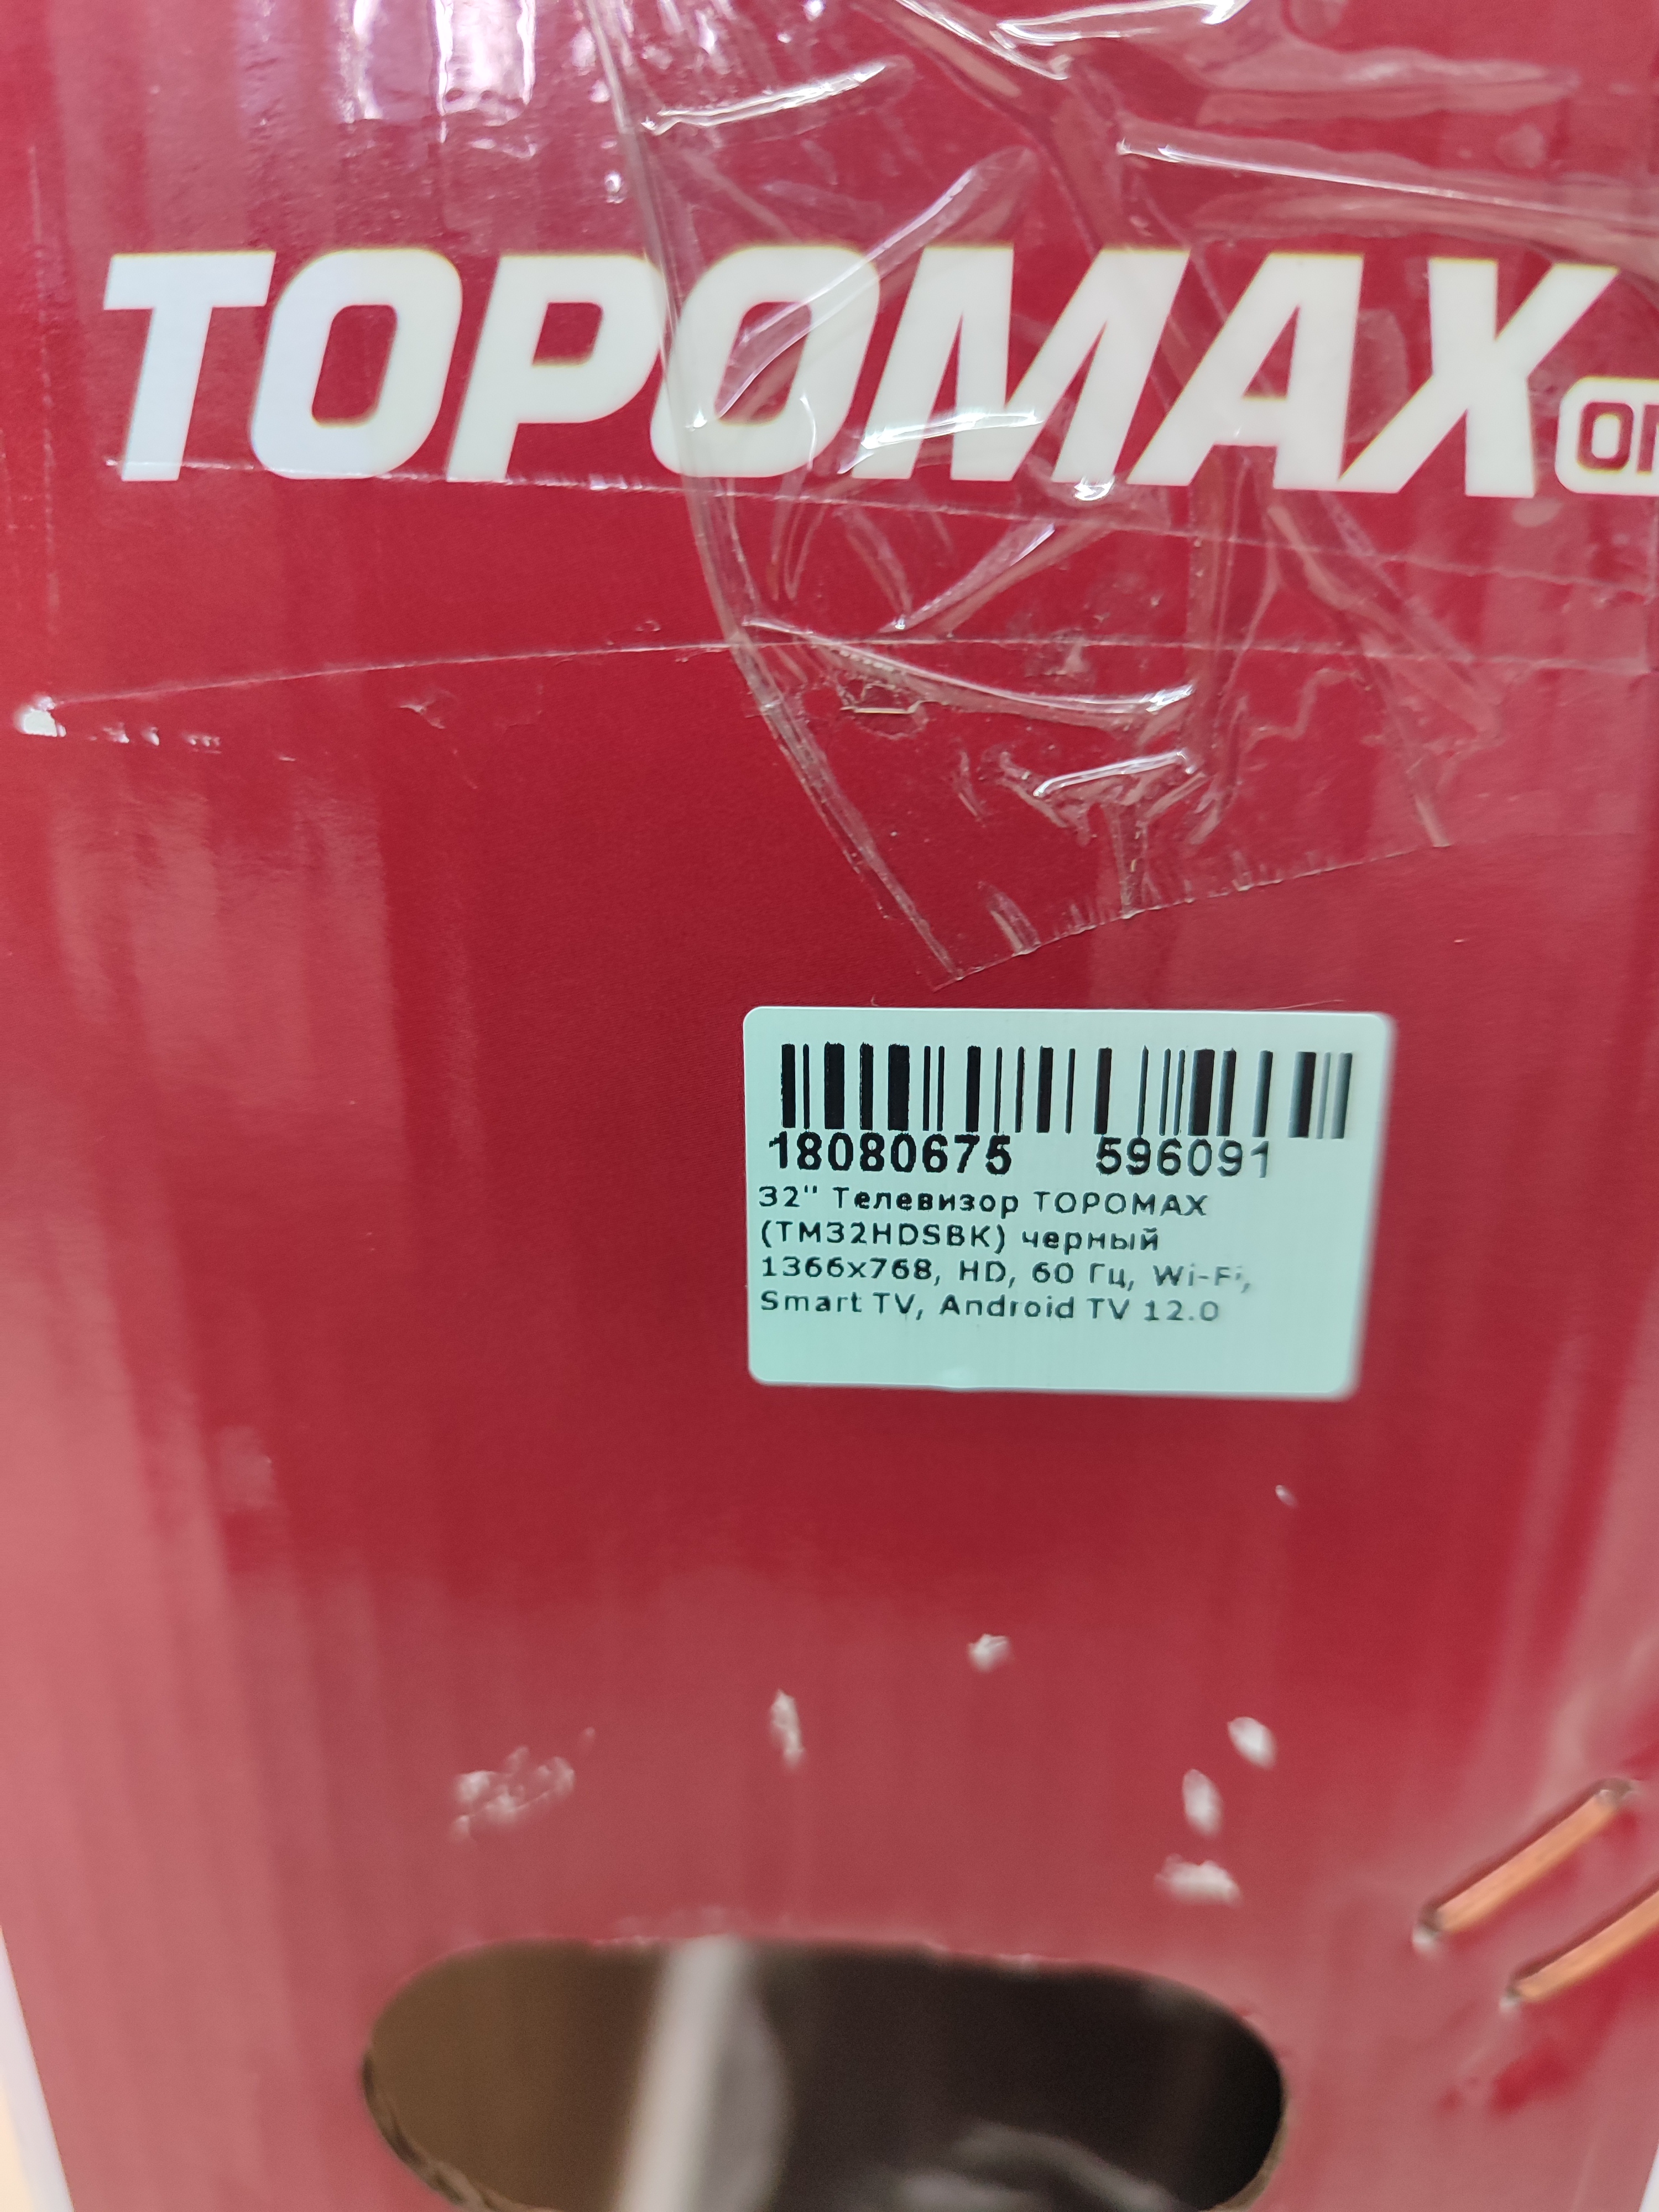 TOPOMAX
18080675 596091
32" Телевизор TOPOMAX
(TM32HDSBK) черный
1366x768, HD, 60 Гц, Wi-Fi,
Smart TV, Android TV 12.0